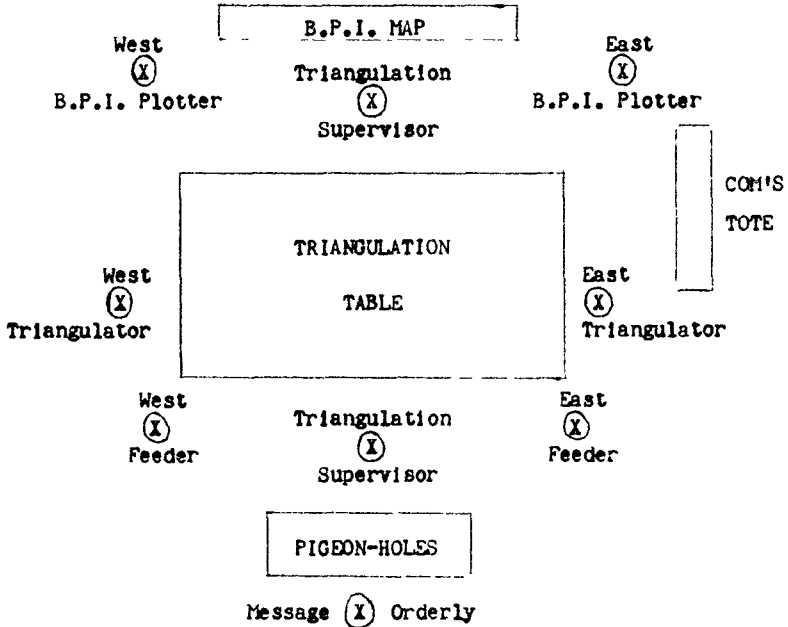 B.P.I. MAP
West
(X)
B.P.I. Plotter
Triangulation
(X)
Supervisor
East
(X)
B.P.I. Plotter
COM'S
TOTE
TRIANGULATION
TABLE
West
(X)
Triangulator
East
(X)
Triangulator
West
(X)
Feeder
Triangulation
(X)
Supervisor
East
(X)
Feeder
PIGEON-HOLES
Message (X) Orderly